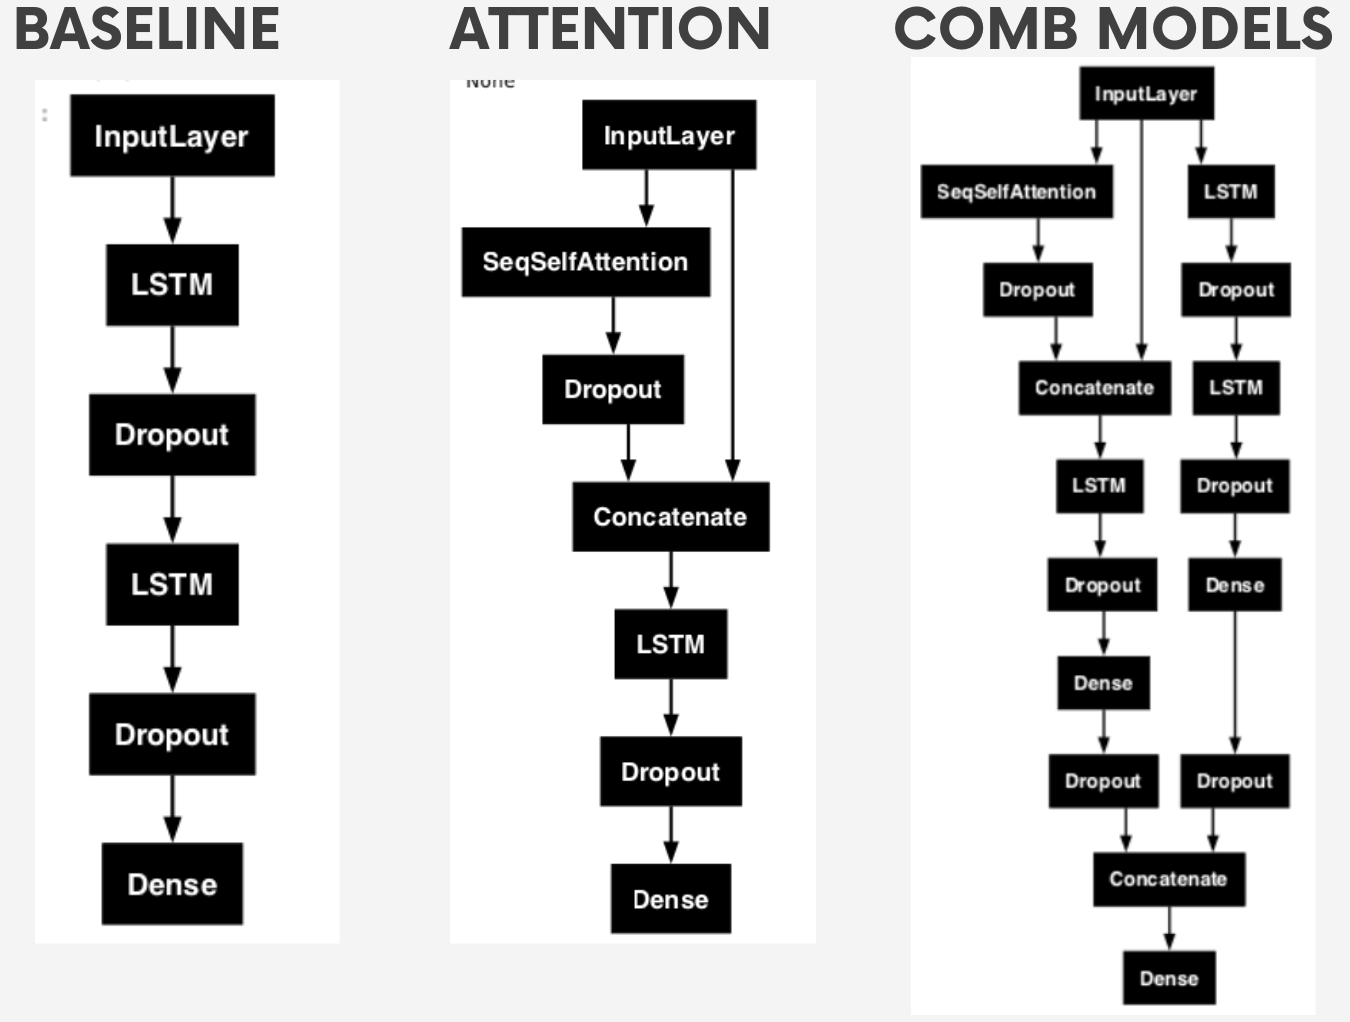 BASELINE
InputLayer
LSTM
Dropout
LSTM
Dropout
Dense
ATTENTION
None
InputLayer
SeqSelfAttention
Dropout
Concatenate
LSTM
Dropout
Dense
COMB MODELS
InputLayer
SeqSelfAttention LSTM
Dropout Dropout
Concatenate LSTM
LSTM Dropout
Dropout Dense
Dense
Dropout Dropout
Concatenate
Dense